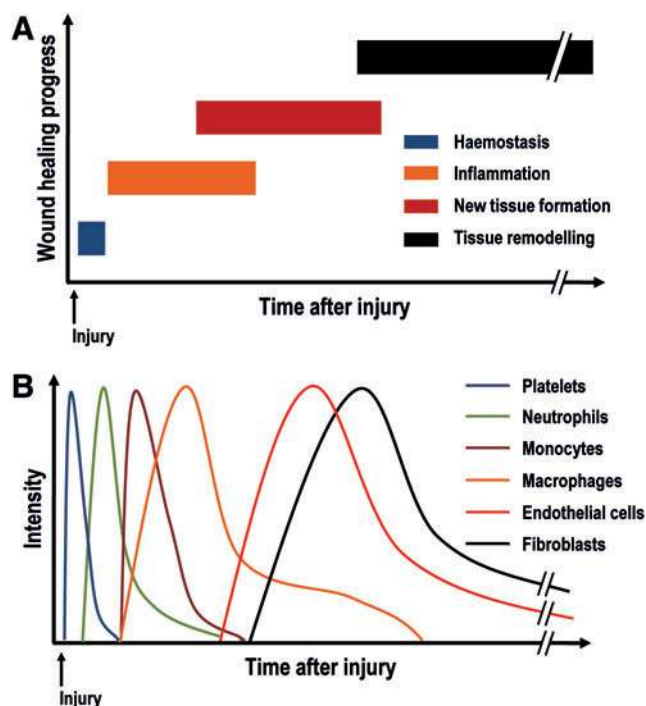 A
Wound healing progress
Haemostasis
Inflammation
New tissue formation
Tissue remodelling
Time after injury
Injury
B
Intensity
Platelets
Neutrophils
Monocytes
Macrophages
Endothelial cells
Fibroblasts
Time after injury
Injury